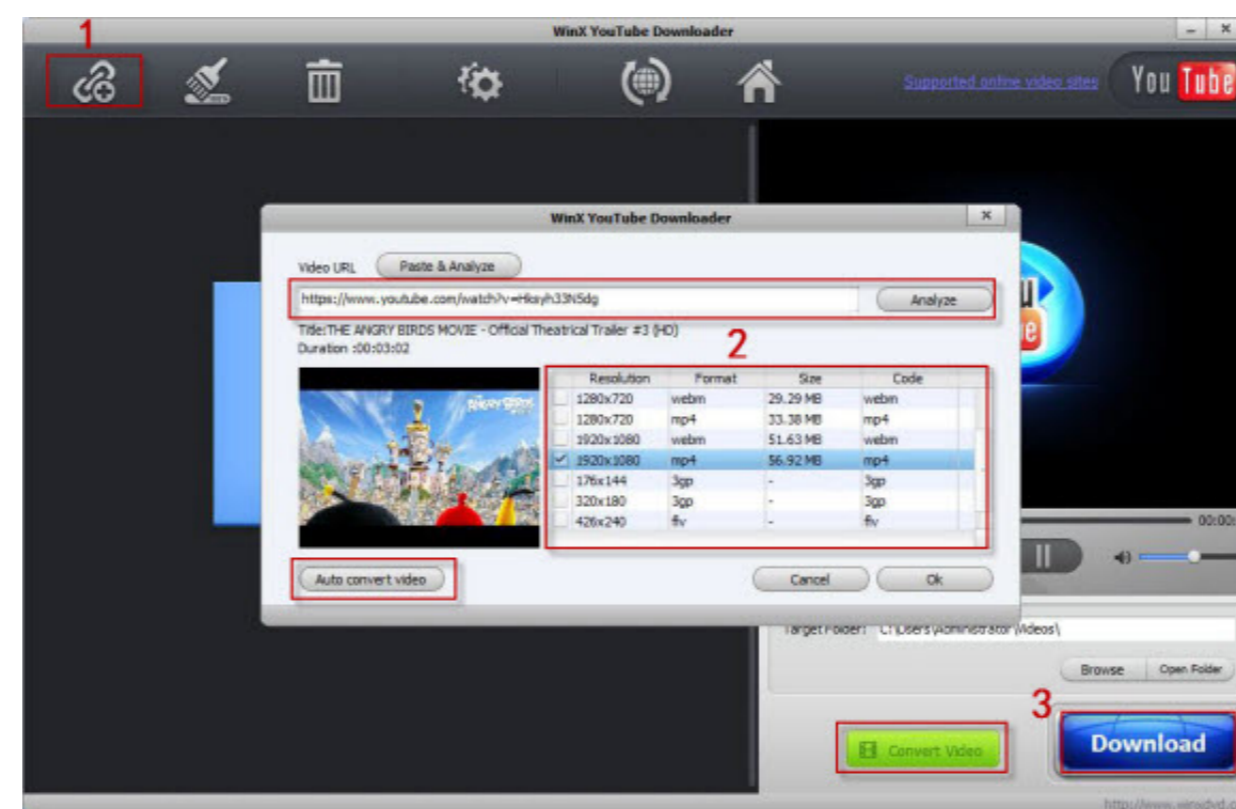 1
WinX YouTube Downloader
Supported online video sites
You Tube
WinX YouTube Downloader
Video URL Paste & Analyze
https://www.youtube.com/watch?v=Hksyh33N5dg Analyze
Title:THE ANGRY BIRDS MOVIE - Official Theatrical Trailer #3 (HD)
Duration :00:03:02
2
Resolution Format Size Code
1280x720 webm 29.29 MB webm
1280x720 mp4 33.38 MB mp4
1920x1080 webm 51.63 MB webm
1920x1080 mp4 56.92 MB mp4
176x144 3gp - 3gp
320x180 3gp - 3gp
426x240 flv - flv
00:00:
Auto convert video Cancel Ok
Target Folder: C:\Users\Administrator\Videos\
Browse Open Folder
3
Convert Video Download